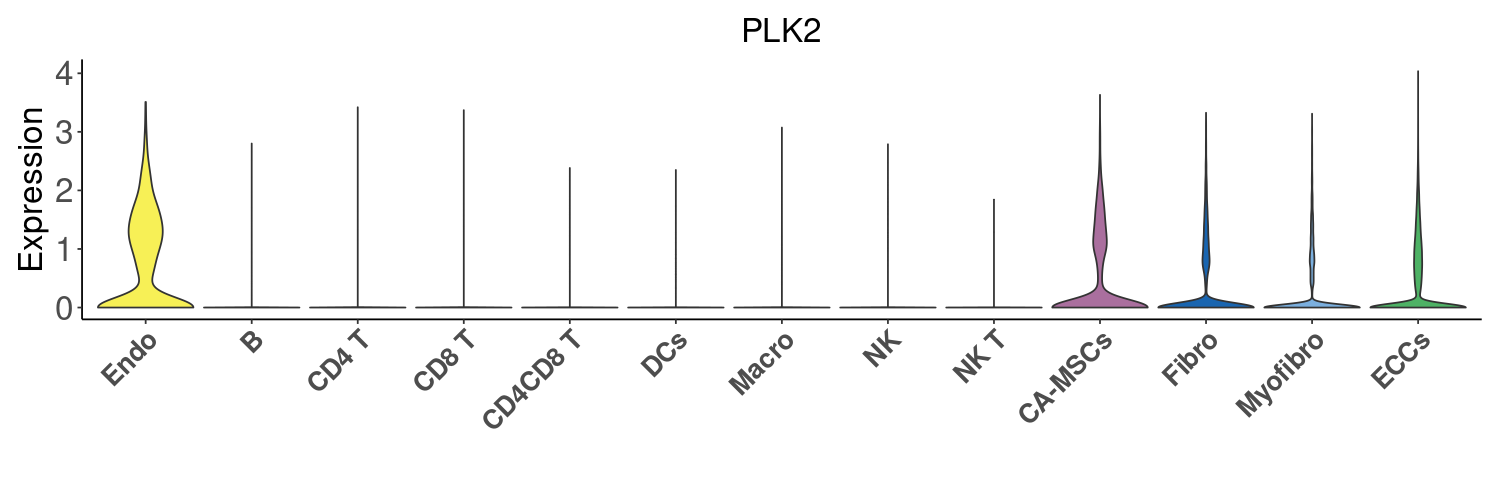 PLK2
Expression
4
3
2
1
0
Endo
B
CD4 T
CD8 T
CD4CD8 T
DCs
Macro
NK
NK T
CA-MSCs
Fibro
Myofibro
ECCs